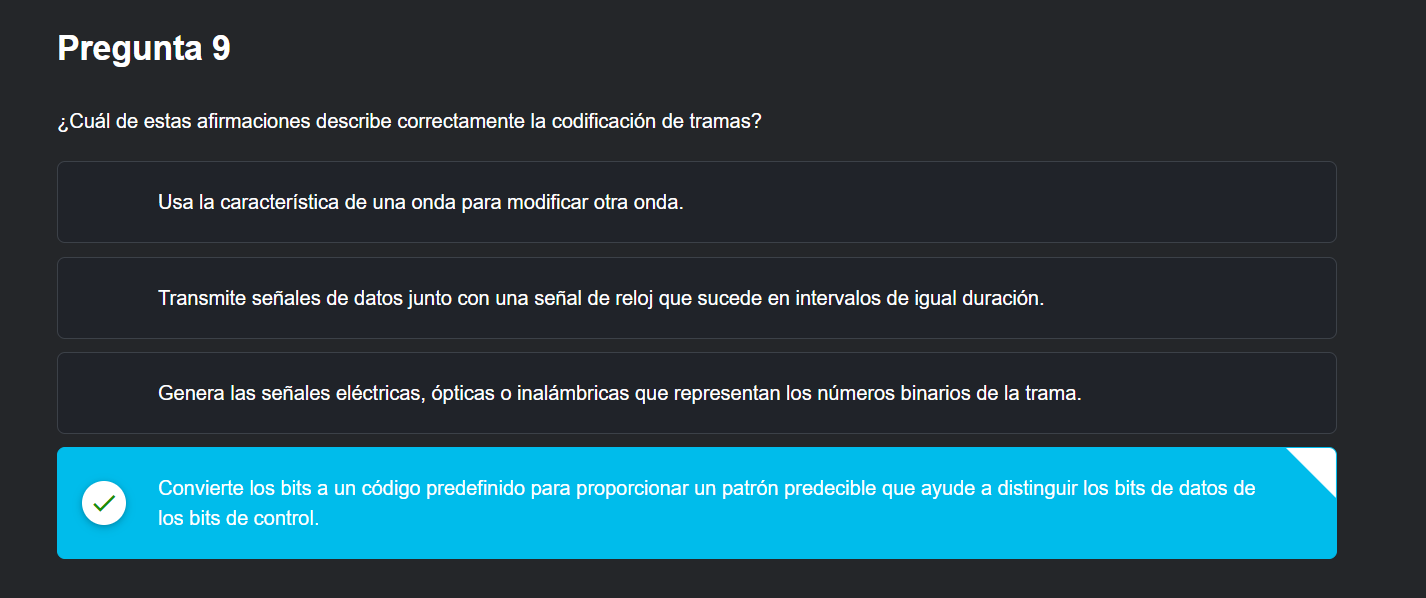 Pregunta 9
¿Cuál de estas afirmaciones describe correctamente la codificación de tramas?
Usa la característica de una onda para modificar otra onda.
Transmite señales de datos junto con una señal de reloj que sucede en intervalos de igual duración.
Genera las señales eléctricas, ópticas o inalámbricas que representan los números binarios de la trama.
Convierte los bits a un código predefinido para proporcionar un patrón predecible que ayude a distinguir los bits de datos de
los bits de control.